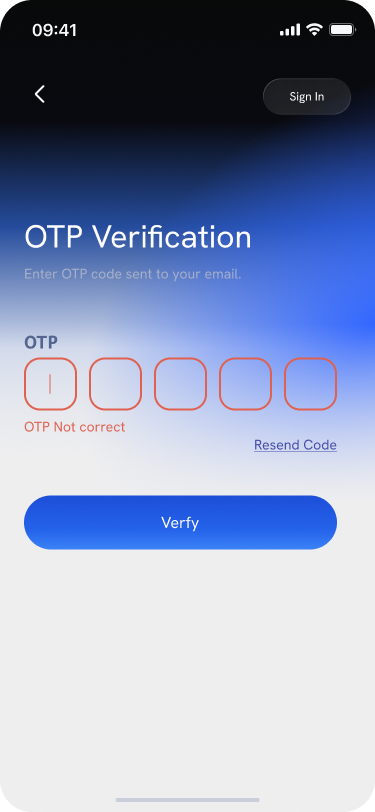 09:41
Sign In
OTP Verification
Enter OTP code sent to your email.
OTP
OTP Not correct
Resend Code
Verfy